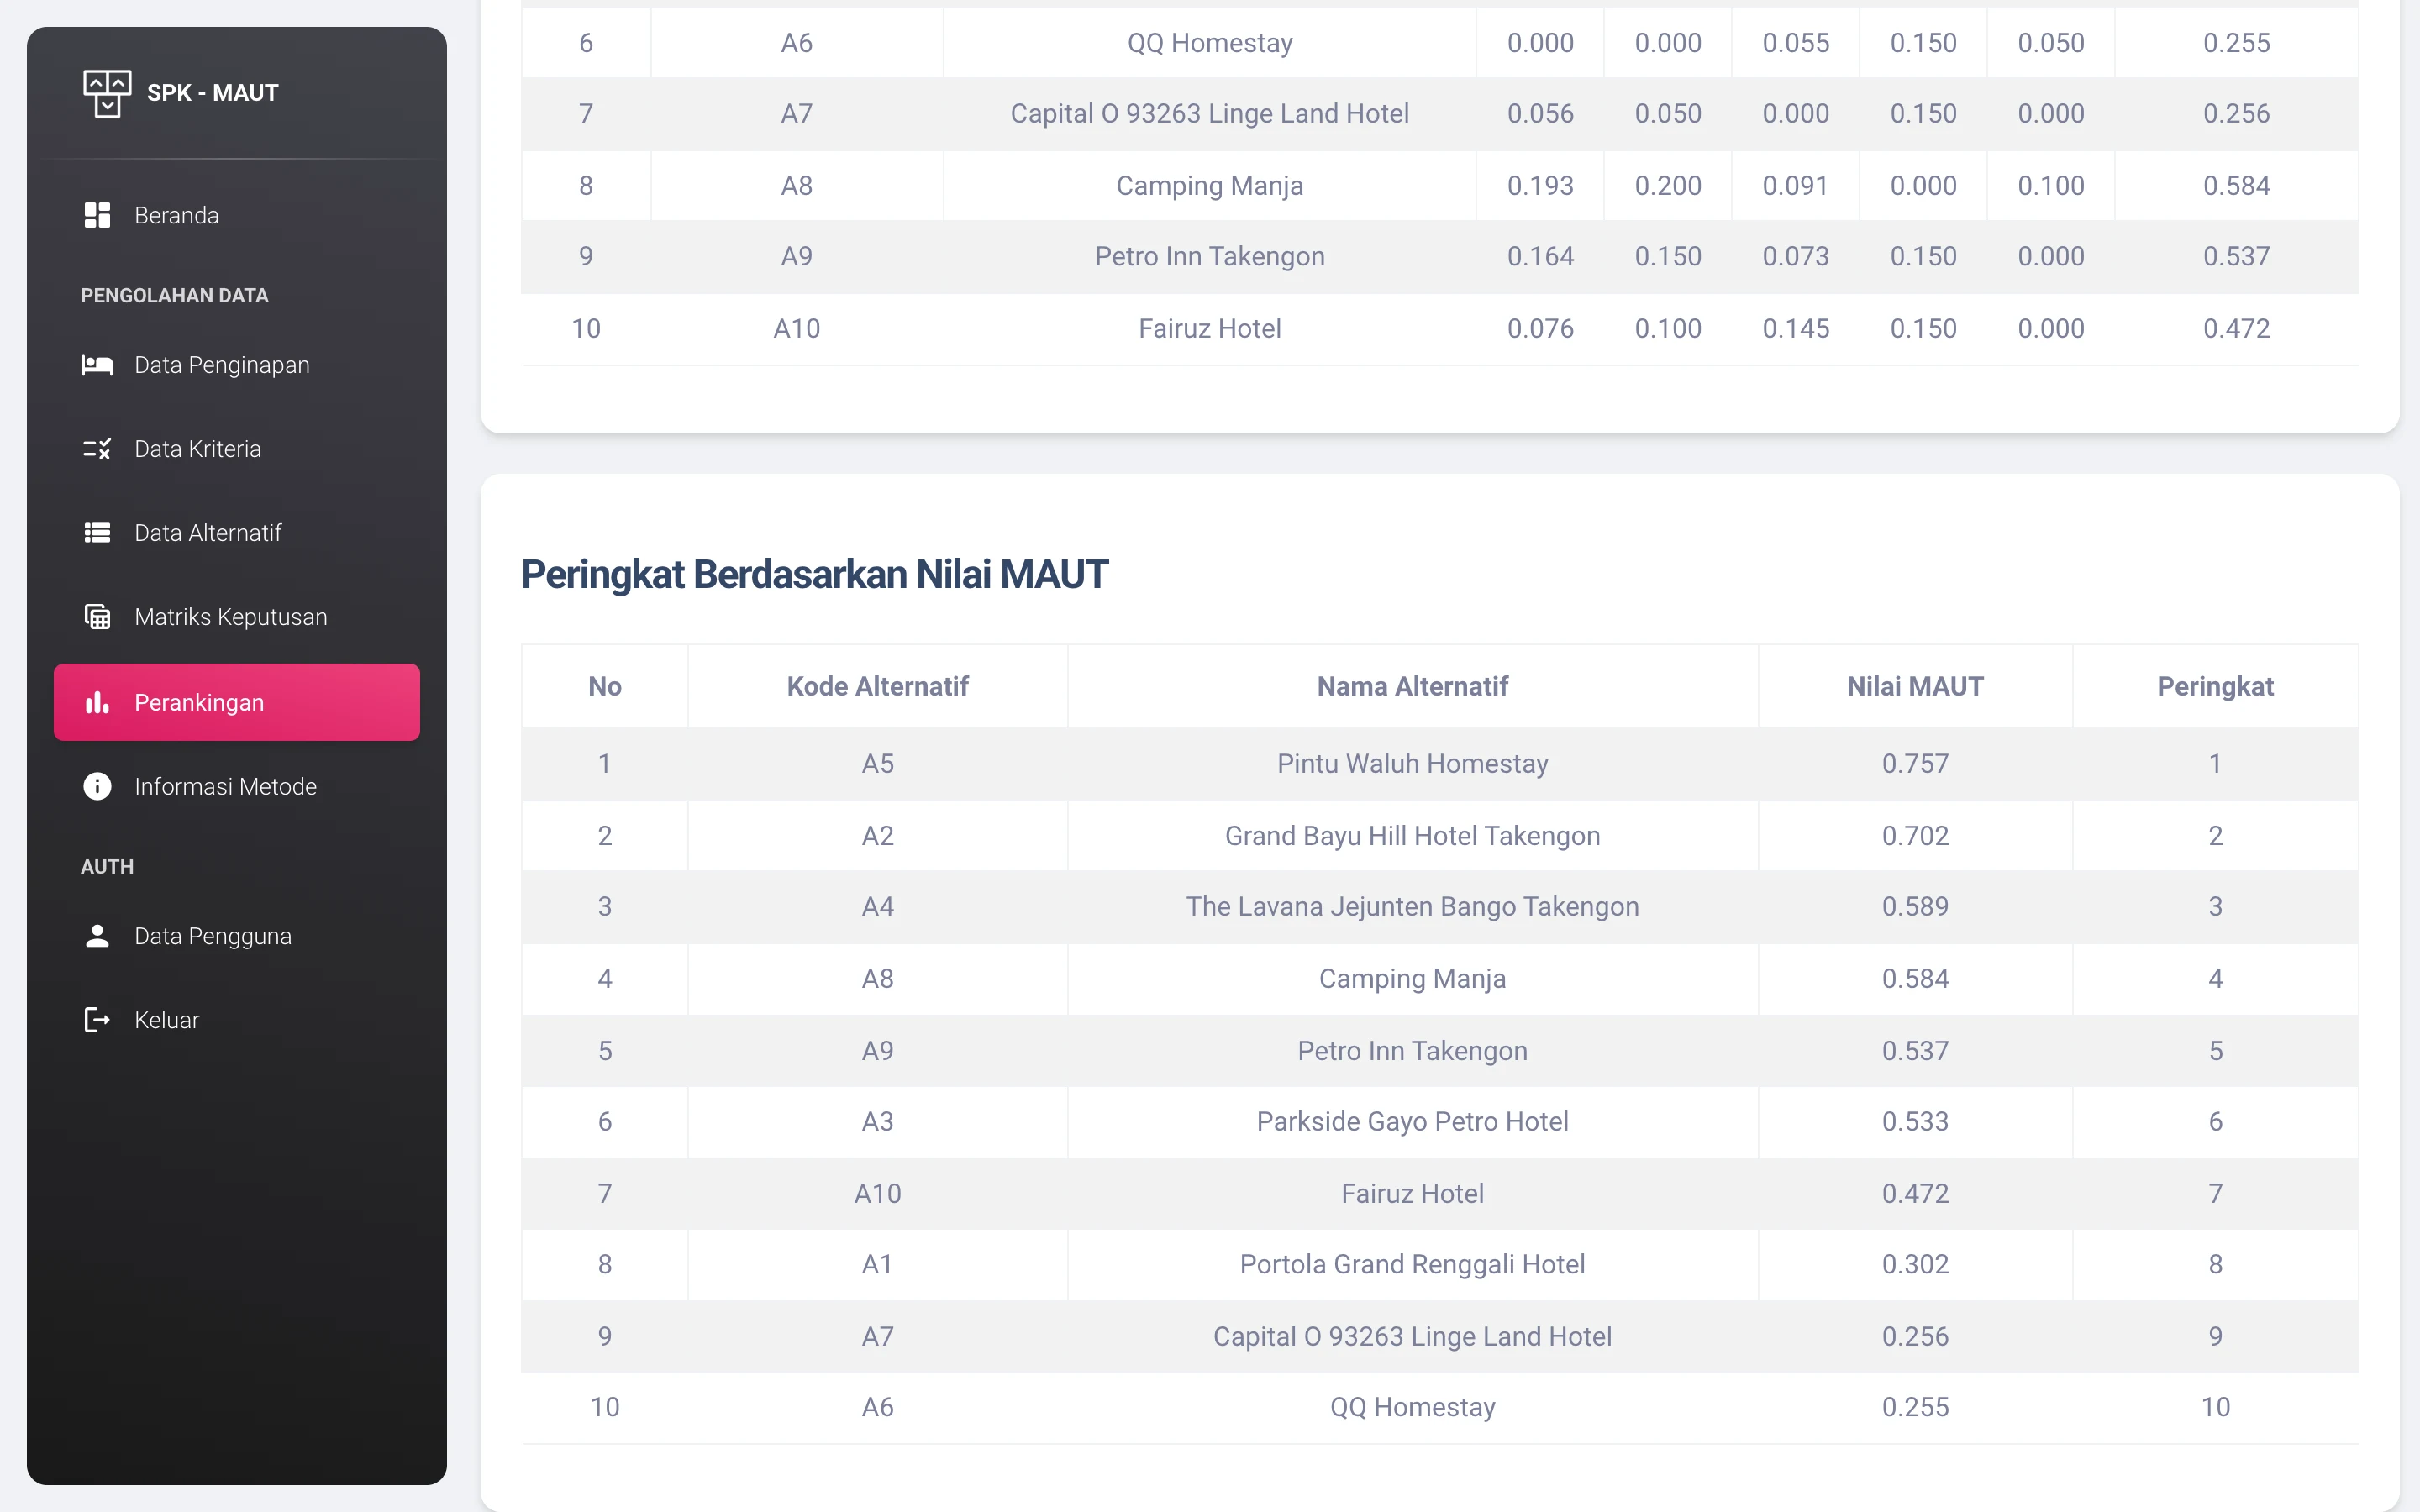 SPK - MAUT
Beranda
PENGOLAHAN DATA
Data Penginapan
Data Kriteria
Data Alternatif
Matriks Keputusan
Perankingan
Informasi Metode
AUTH
Data Pengguna
Keluar
6 A6 QQ Homestay 0.000 0.000 0.055 0.150 0.050 0.255
7 A7 Capital O 93263 Linge Land Hotel 0.056 0.050 0.000 0.150 0.000 0.256
8 A8 Camping Manja 0.193 0.200 0.091 0.000 0.100 0.584
9 A9 Petro Inn Takengon 0.164 0.150 0.073 0.150 0.000 0.537
10 A10 Fairuz Hotel 0.076 0.100 0.145 0.150 0.000 0.472
Peringkat Berdasarkan Nilai MAUT
No Kode Alternatif Nama Alternatif Nilai MAUT Peringkat
1 A5 Pintu Waluh Homestay 0.757 1
2 A2 Grand Bayu Hill Hotel Takengon 0.702 2
3 A4 The Lavana Jejunten Bango Takengon 0.589 3
4 A8 Camping Manja 0.584 4
5 A9 Petro Inn Takengon 0.537 5
6 A3 Parkside Gayo Petro Hotel 0.533 6
7 A10 Fairuz Hotel 0.472 7
8 A1 Portola Grand Renggali Hotel 0.302 8
9 A7 Capital O 93263 Linge Land Hotel 0.256 9
10 A6 QQ Homestay 0.255 10